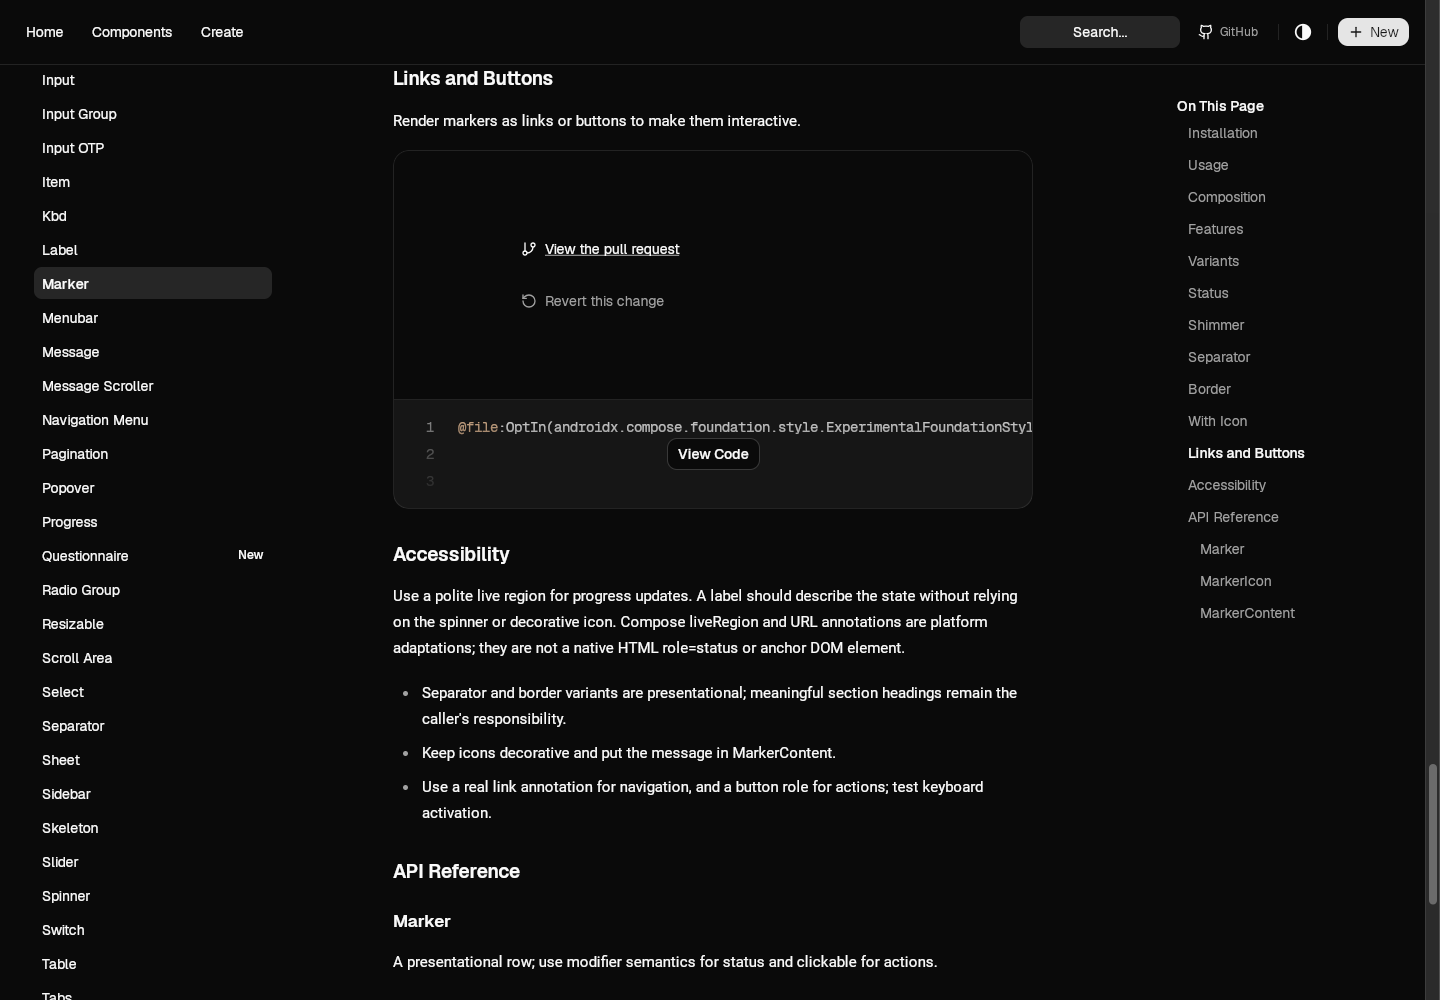 Home
Components
Create
Search...
GitHub
New
Input
Input Group
Input OTP
Item
Kbd
Label
Marker
Menubar
Message
Message Scroller
Navigation Menu
Pagination
Popover
Progress
Questionnaire New
Radio Group
Resizable
Scroll Area
Select
Separator
Sheet
Sidebar
Skeleton
Slider
Spinner
Switch
Table
Tabs
Links and Buttons
Render markers as links or buttons to make them interactive.
View the pull request
Revert this change
1 @file:OptIn(androidx.compose.foundation.style.ExperimentalFoundationStyl
2
View Code
3
Accessibility
Use a polite live region for progress updates. A label should describe the state without relying
on the spinner or decorative icon. Compose liveRegion and URL annotations are platform
adaptations; they are not a native HTML role=status or anchor DOM element.
• Separator and border variants are presentational; meaningful section headings remain the
caller's responsibility.
• Keep icons decorative and put the message in MarkerContent.
• Use a real link annotation for navigation, and a button role for actions; test keyboard
activation.
API Reference
Marker
A presentational row; use modifier semantics for status and clickable for actions.
On This Page
Installation
Usage
Composition
Features
Variants
Status
Shimmer
Separator
Border
With Icon
Links and Buttons
Accessibility
API Reference
Marker
MarkerIcon
MarkerContent